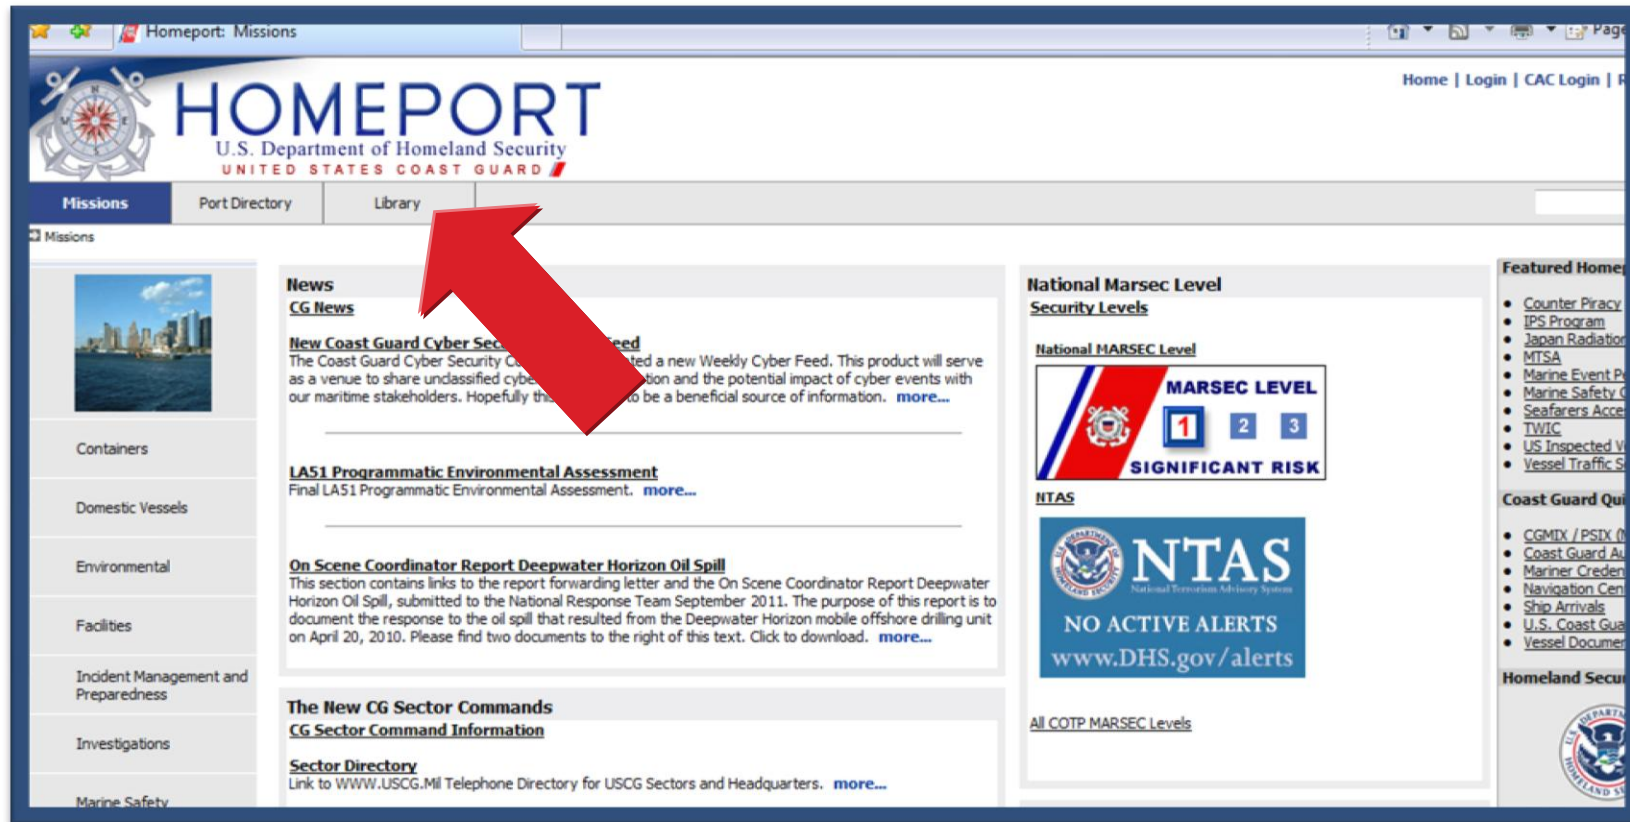 Homeport: Missions
Page
HOMEPORT
U.S. Department of Homeland Security
UNITED STATES COAST GUARD
Home | Login | CAC Login |
Missions
Port Directory
Library
Missions
Containers
Domestic Vessels
Environmental
Facilities
Incident Management and
Preparedness
Investigations
Marine Safety
News
CG News
New Coast Guard Cyber
The Coast Guard Cyber Security a new Weekly Cyber Feed. This product will serve
as a venue to share unclassified and the potential impact of cyber events with
our maritime stakeholders. Hopefully to be a beneficial source of information. more...
LA51 Programmatic Environmental Assessment
Final LA51 Programmatic Environmental Assessment. more...
On Scene Coordinator Report Deepwater Horizon Oil Spill
This section contains links to the report forwarding letter and the On Scene Coordinator Report Deepwater
Horizon Oil Spill, submitted to the National Response Team September 2011. The purpose of this report is to
document the response to the oil spill that resulted from the Deepwater Horizon mobile offshore drilling unit
on April 20, 2010. Please find two documents to the right of this text. Click to download. more...
The New CG Sector Commands
CG Sector Command Information
Sector Directory
Link to WWW.USCG.Mil Telephone Directory for USCG Sectors and Headquarters. more...
National Marsec Level
Security Levels
National MARSEC Level
MARSEC LEVEL
1 2 3
SIGNIFICANT RISK
NTAS
NTAS
National Terrorism Advisory System
NO ACTIVE ALERTS
www.DHS.gov/alerts
All COTP MARSEC Levels
Featured
Counter Piracy
IPS Program
Japan Radiation
MTSA
Marine Event
Marine Safety
Seafarers
TWIC
US Inspected
Vessel Traffic
Coast Guard
CGMIX / PSIX
Coast Guard
Mariner
Navigation
Ship Arrivals
U.S. Coast
Vessel
Homeland